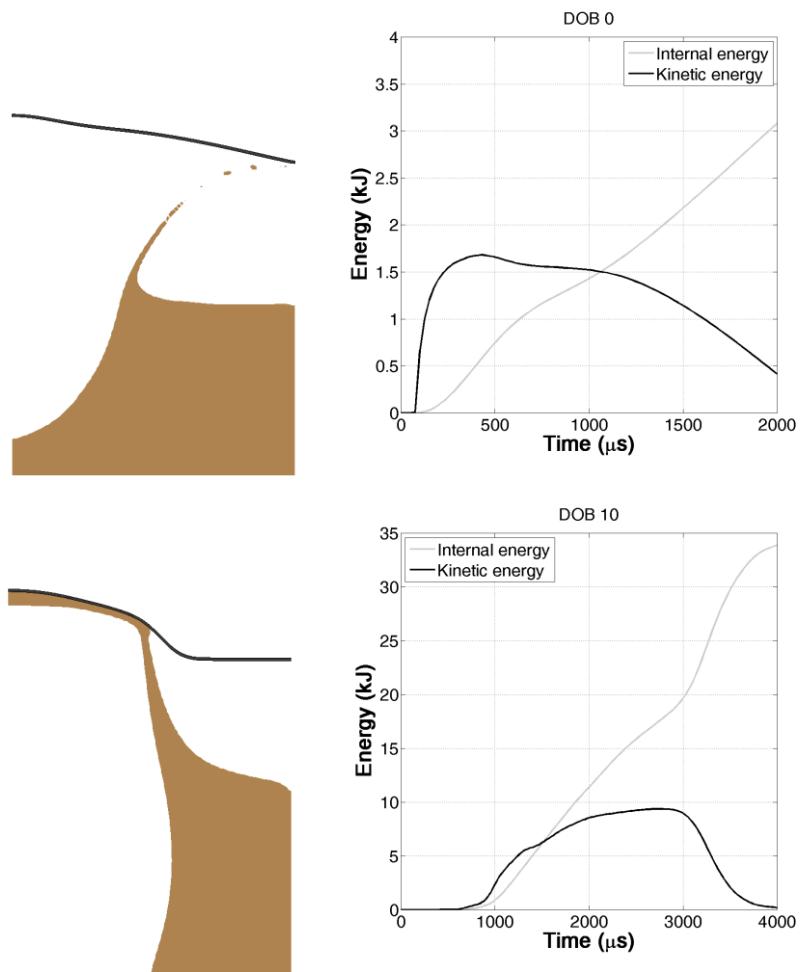 DOB 0
4
3.5
3
2.5
2
1.5
1
0.5
0
Energy (kJ)
Internal energy
Kinetic energy
0 500 1000 1500 2000
Time (μs)
DOB 10
35
30
25
20
15
10
5
0
Energy (kJ)
Internal energy
Kinetic energy
0 1000 2000 3000 4000
Time (μs)